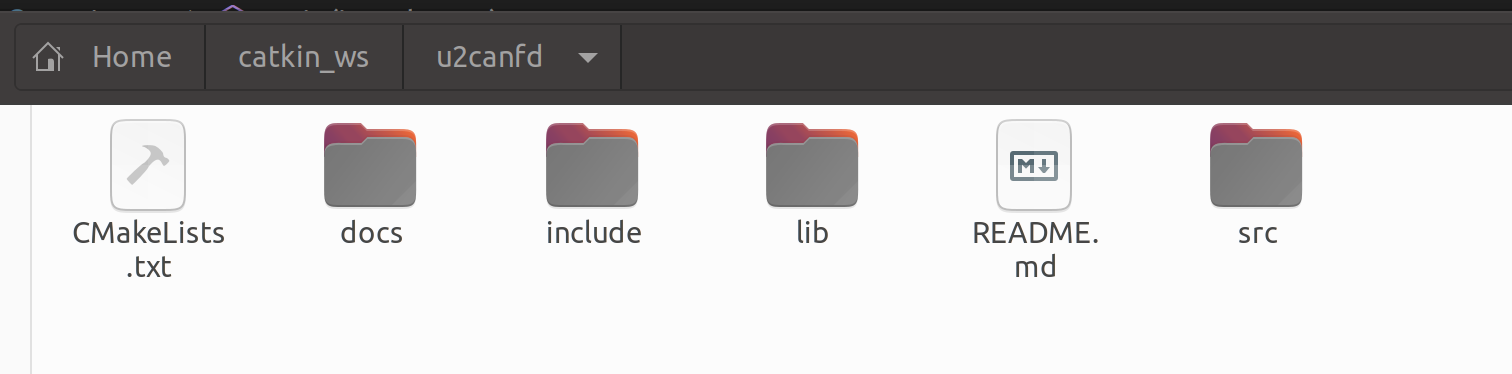 Home catkin_ws u2canfd
CMakeLists docs include lib README. src
.txt md